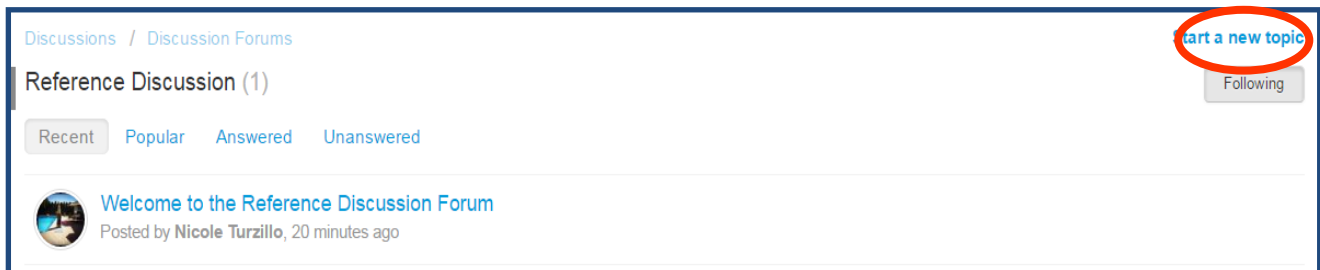 Discussions / Discussion Forums
Start a new topic
Reference Discussion (1)
Following
Recent Popular Answered Unanswered
Welcome to the Reference Discussion Forum
Posted by Nicole Turzillo, 20 minutes ago